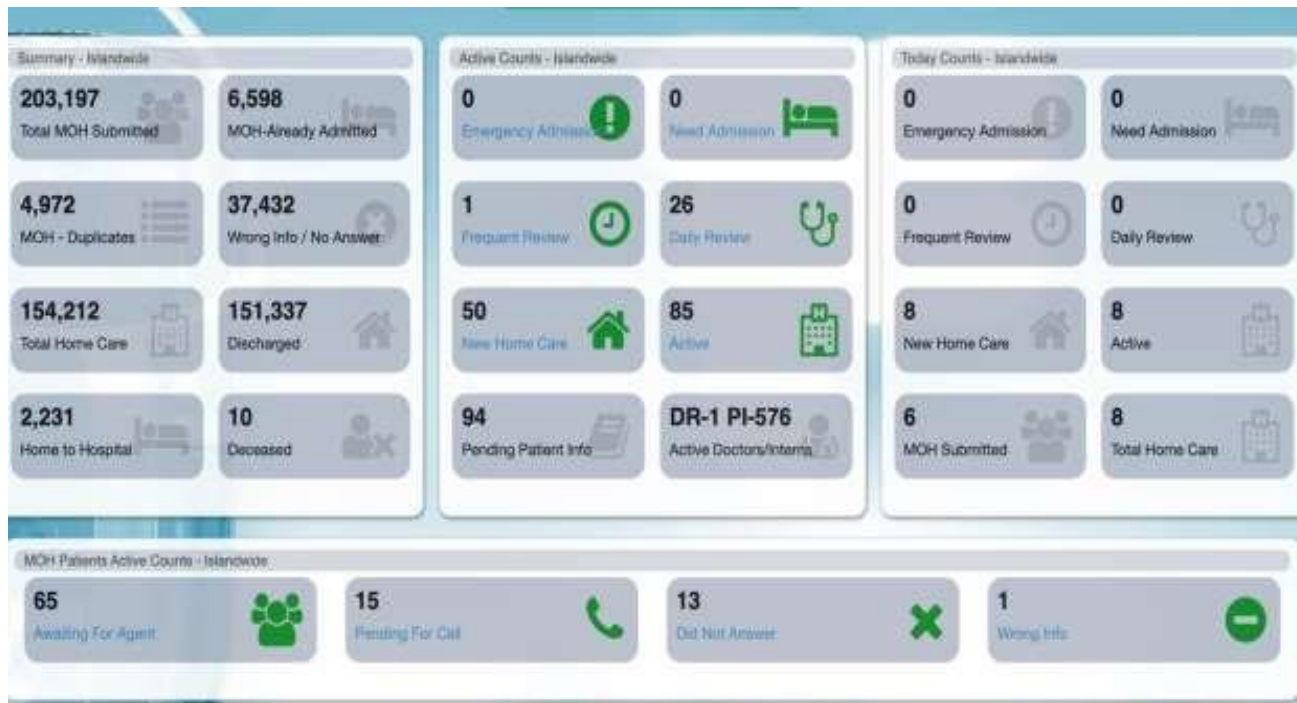 Summary - Islandwide
203,197
Total MOH Submitted
6,598
MOH-Already Admitted
4,972
MOH - Duplicates
37,432
Wrong Info / No Answer
154,212
Total Home Care
151,337
Discharged
2,231
Home to Hospital
10
Deceased
Active Counts - Islandwide
0
Emergency Admission
0
Need Admission
1
Frequent Review
26
Daily Review
50
New Home Care
85
Active
94
Pending Patient Info
DR-1 PI-576
Active Doctors/Interns
Today Counts - Islandwide
0
Emergency Admission
0
Need Admission
0
Frequent Review
0
Daily Review
8
New Home Care
8
Active
6
MOH Submitted
8
Total Home Care
MOH Patients Active Counts - Islandwide
65
Awaiting For Agent
15
Pending For Call
13
Did Not Answer
1
Wrong Info